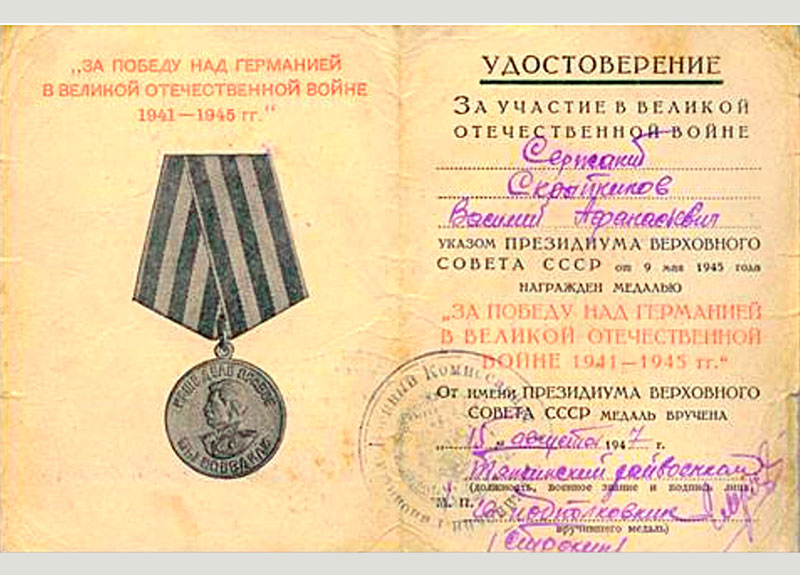 „ЗА ПОБЕДУ НАД ГЕРМАНИЕЙ
В ВЕЛИКОЙ ОТЕЧЕСТВЕННОЙ ВОЙНЕ
1941—1945 гг.“
НАШЕ ДЕЛО ПРАВОЕ
МЫ ПОБЕДИЛИ
УДОСТОВЕРЕНИЕ
ЗА УЧАСТИЕ В ВЕЛИКОЙ
ОТЕЧЕСТВЕННОЙ ВОЙНЕ
Сержант
Скрыпников
Василий Афанасьевич
УКАЗОМ ПРЕЗИДИУМА ВЕРХОВНОГО
СОВЕТА СССР от 9 мая 1945 года
НАГРАЖДЕН МЕДАЛЬЮ
„ЗА ПОБЕДУ НАД ГЕРМАНИЕЙ
В ВЕЛИКОЙ ОТЕЧЕСТВЕННОЙ
ВОЙНЕ 1941—1945 гг.“
ОТ ИМЕНИ ПРЕЗИДИУМА ВЕРХОВНОГО
СОВЕТА СССР МЕДАЛЬ ВРУЧЕНА
„15“ августа 1947 г.
райвоенком
(должность, военное звание и подпись лица,
М. П. подполковник
вручившего медаль)